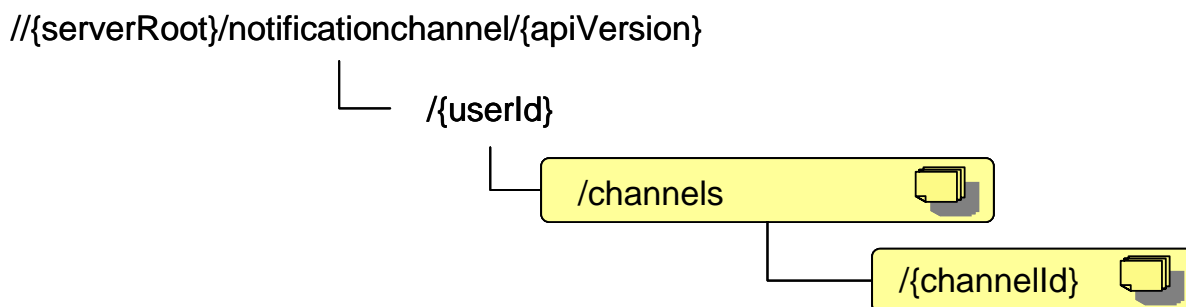 //{serverRoot}/notificationchannel/{apiVersion}
/{userId}
/channels
/{channelId}